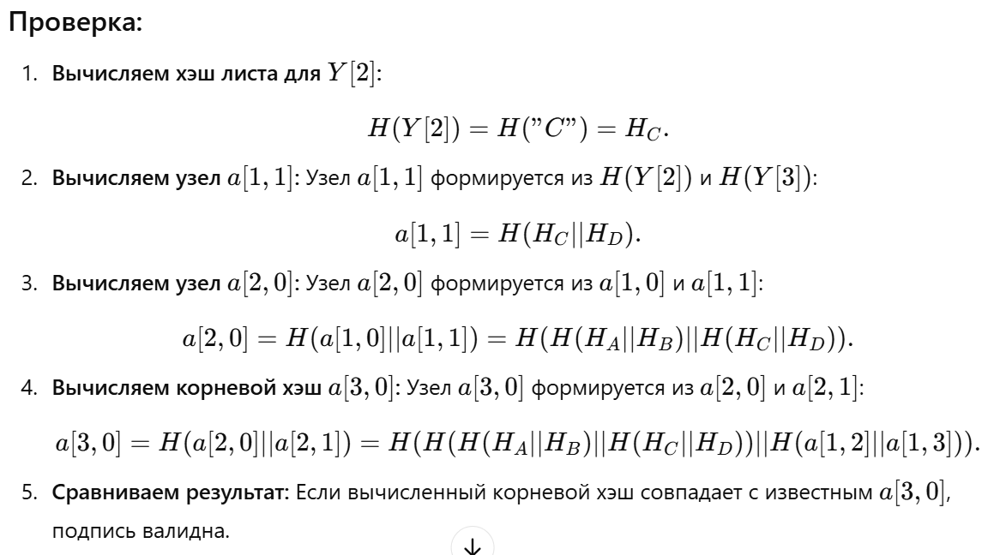 Проверка:
1. Вычисляем хэш листа для Y[2]:
H(Y[2]) = H("C") = H_C.
2. Вычисляем узел a[1, 1]: Узел a[1, 1] формируется из H(Y[2]) и H(Y[3]):
a[1, 1] = H(H_C||H_D).
3. Вычисляем узел a[2, 0]: Узел a[2, 0] формируется из a[1, 0] и a[1, 1]:
a[2, 0] = H(a[1, 0]||a[1, 1]) = H(H(H_A||H_B)||H(H_C||H_D)).
4. Вычисляем корневой хэш a[3, 0]: Узел a[3, 0] формируется из a[2, 0] и a[2, 1]:
a[3, 0] = H(a[2, 0]||a[2, 1]) = H(H(H(H_A||H_B)||H(H_C||H_D))||H(a[1, 2]||a[1, 3])).
5. Сравниваем результат: Если вычисленный корневой хэш совпадает с известным a[3, 0],
подпись валидна.